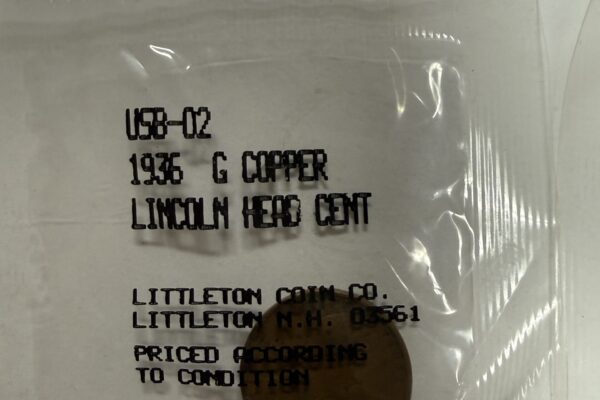 USB-02
1936 G COPPER
LINCOLN HEAD CENT
LITTLETON COIN CO.
LITTLETON N.H. 03561
PRICED ACCORDING
TO CONDITION